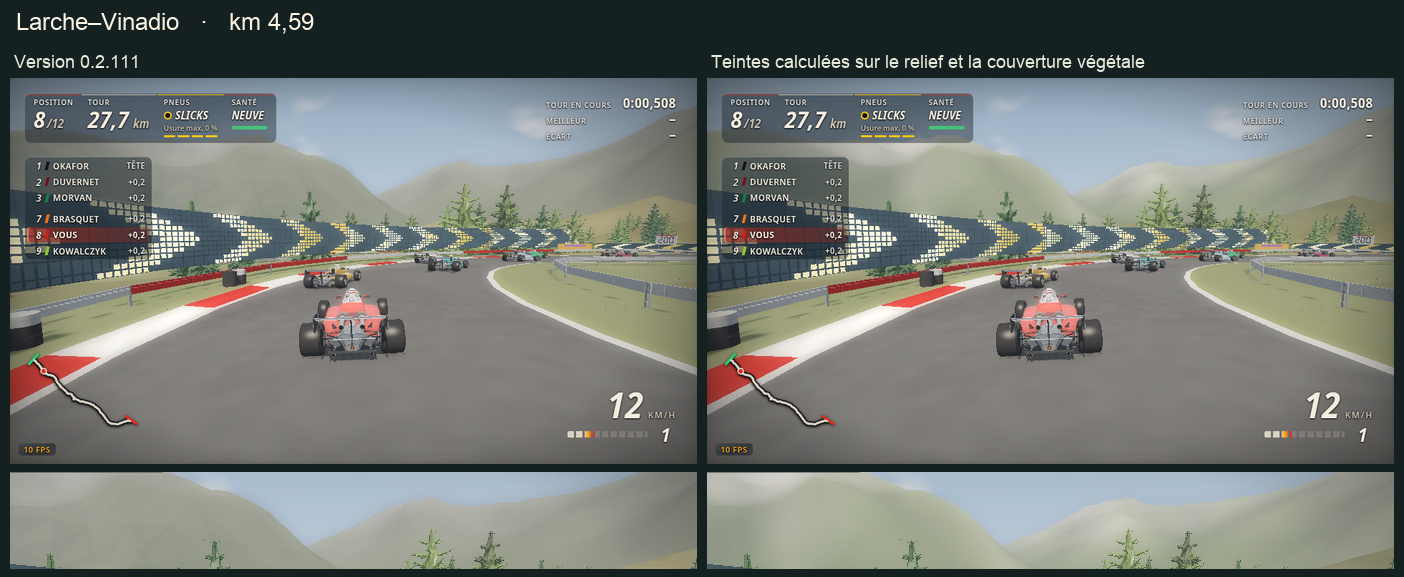 Larche–Vinadio · km 4,59
Version 0.2.111
POSITION TOUR PNEUS SANTÉ
8/12 27,7 km SLICKS NEUVE
Usure max. 0 %
TOUR EN COURS 0:00,508
MEILLEUR –
ÉCART –
1 OKAFOR TÊTE
2 DUVERNET +0,2
3 MORVAN +0,2
7 BRASQUET +0,2
8 VOUS +0,2
9 KOWALCZYK +0,2
200
12 KM/H
1
10 FPS
Teintes calculées sur le relief et la couverture végétale
POSITION TOUR PNEUS SANTÉ
8/12 27,7 km SLICKS NEUVE
Usure max. 0 %
TOUR EN COURS 0:00,508
MEILLEUR –
ÉCART –
1 OKAFOR TÊTE
2 DUVERNET +0,2
3 MORVAN +0,2
7 BRASQUET +0,2
8 VOUS +0,2
9 KOWALCZYK +0,2
200
12 KM/H
1
10 FPS